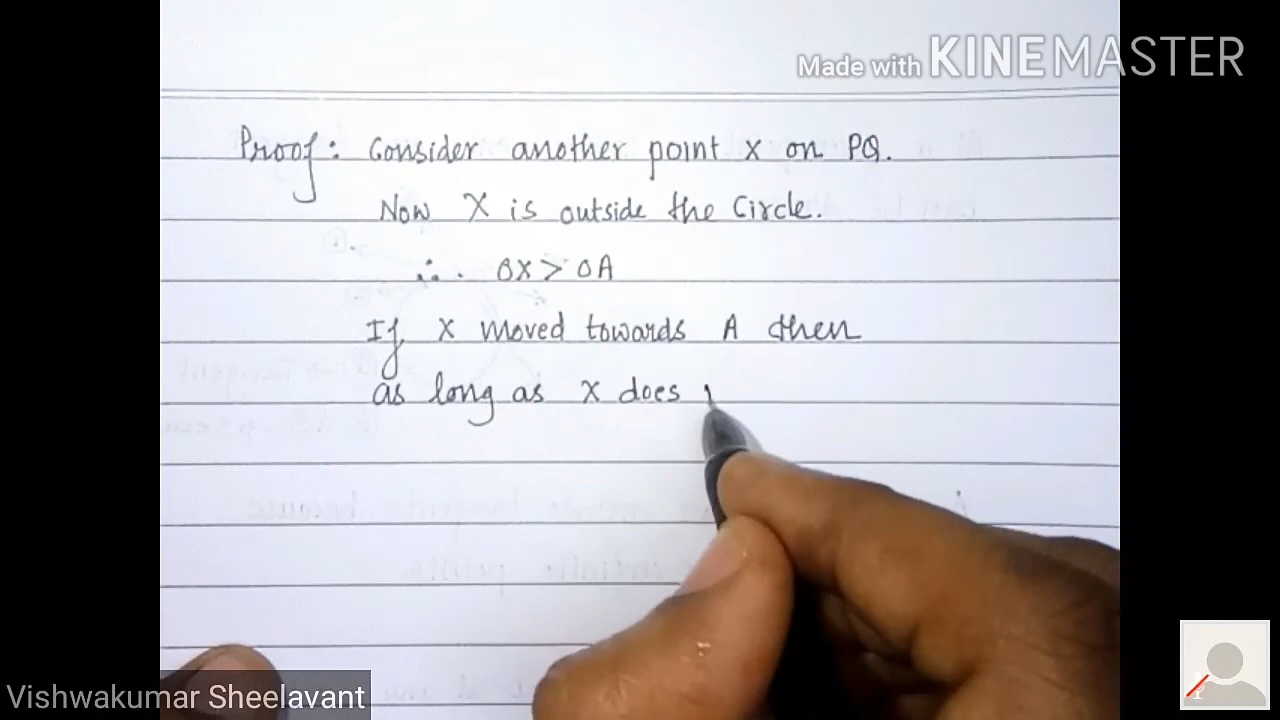 Made with KINEMASTER
Proof: Consider another point x on PQ.
Now X is outside the Circle.
∴ OX > OA
If X moved towards A then
as long as X does
Vishwakumar Sheelavant